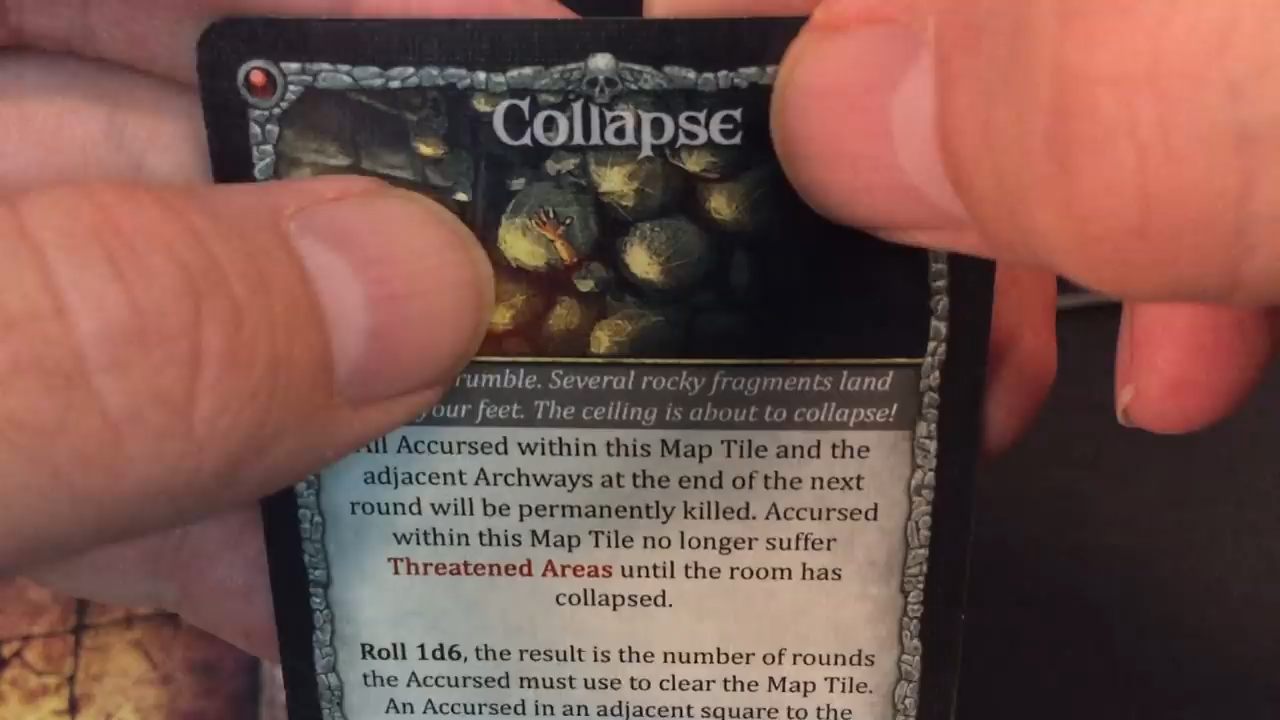 Collapse
rumble. Several rocky fragments land
your feet. The ceiling is about to collapse!
All Accursed within this Map Tile and the
adjacent Archways at the end of the next
round will be permanently killed. Accursed
within this Map Tile no longer suffer
Threatened Areas until the room has
collapsed.
Roll 1d6, the result is the number of rounds
the Accursed must use to clear the Map Tile.
An Accursed in an adjacent square to the